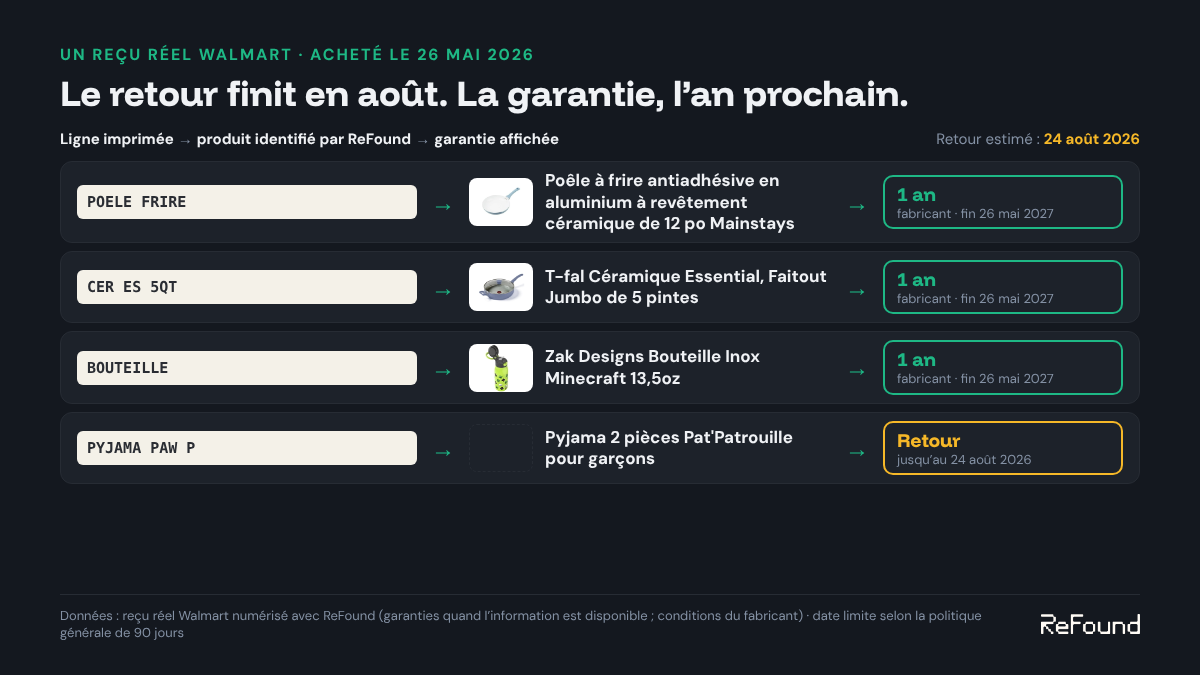 UN REÇU RÉEL WALMART · ACHETÉ LE 26 MAI 2026
Le retour finit en août. La garantie, l’an prochain.
Ligne imprimée → produit identifié par ReFound → garantie affichée
Retour estimé : 24 août 2026
POELE FRIRE
→
Poêle à frire antiadhésive en
aluminium à revêtement
céramique de 12 po Mainstays
→
1 an
fabricant · fin 26 mai 2027
CER ES 5QT
→
T-fal Céramique Essential, Faitout
Jumbo de 5 pintes
→
1 an
fabricant · fin 26 mai 2027
BOUTEILLE
→
Zak Designs Bouteille Inox
Minecraft 13,5oz
→
1 an
fabricant · fin 26 mai 2027
PYJAMA PAW P
→
Pyjama 2 pièces Pat'Patrouille
pour garçons
→
Retour
jusqu’au 24 août 2026
Données : reçu réel Walmart numérisé avec ReFound (garanties quand l’information est disponible ; conditions du fabricant) · date limite selon la politique
générale de 90 jours
ReFound